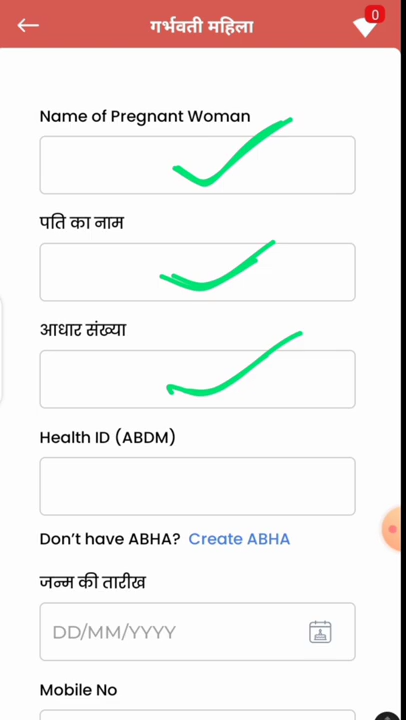 गर्भवती महिला
0
Name of Pregnant Woman
पति का नाम
आधार संख्या
Health ID (ABDM)
Don't have ABHA? Create ABHA
जन्म की तारीख
DD/MM/YYYY
Mobile No